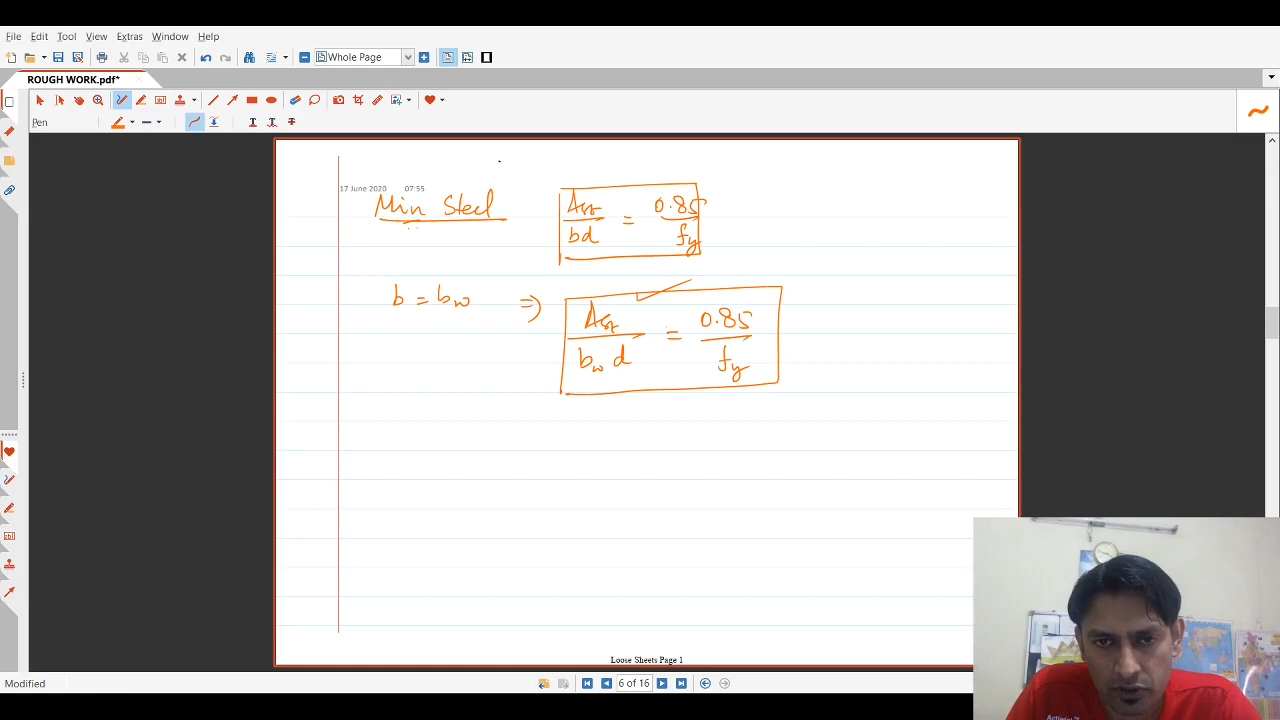 File Edit Tool View Extras Window Help
Whole Page
ROUGH WORK.pdf*
Pen
17 June 2020 07:55
Min Steel
Ast/bd = 0.85/fy
b = bw ⇒ Ast/bw d = 0.85/fy
Loose Sheets Page 1
Modified
6 of 16